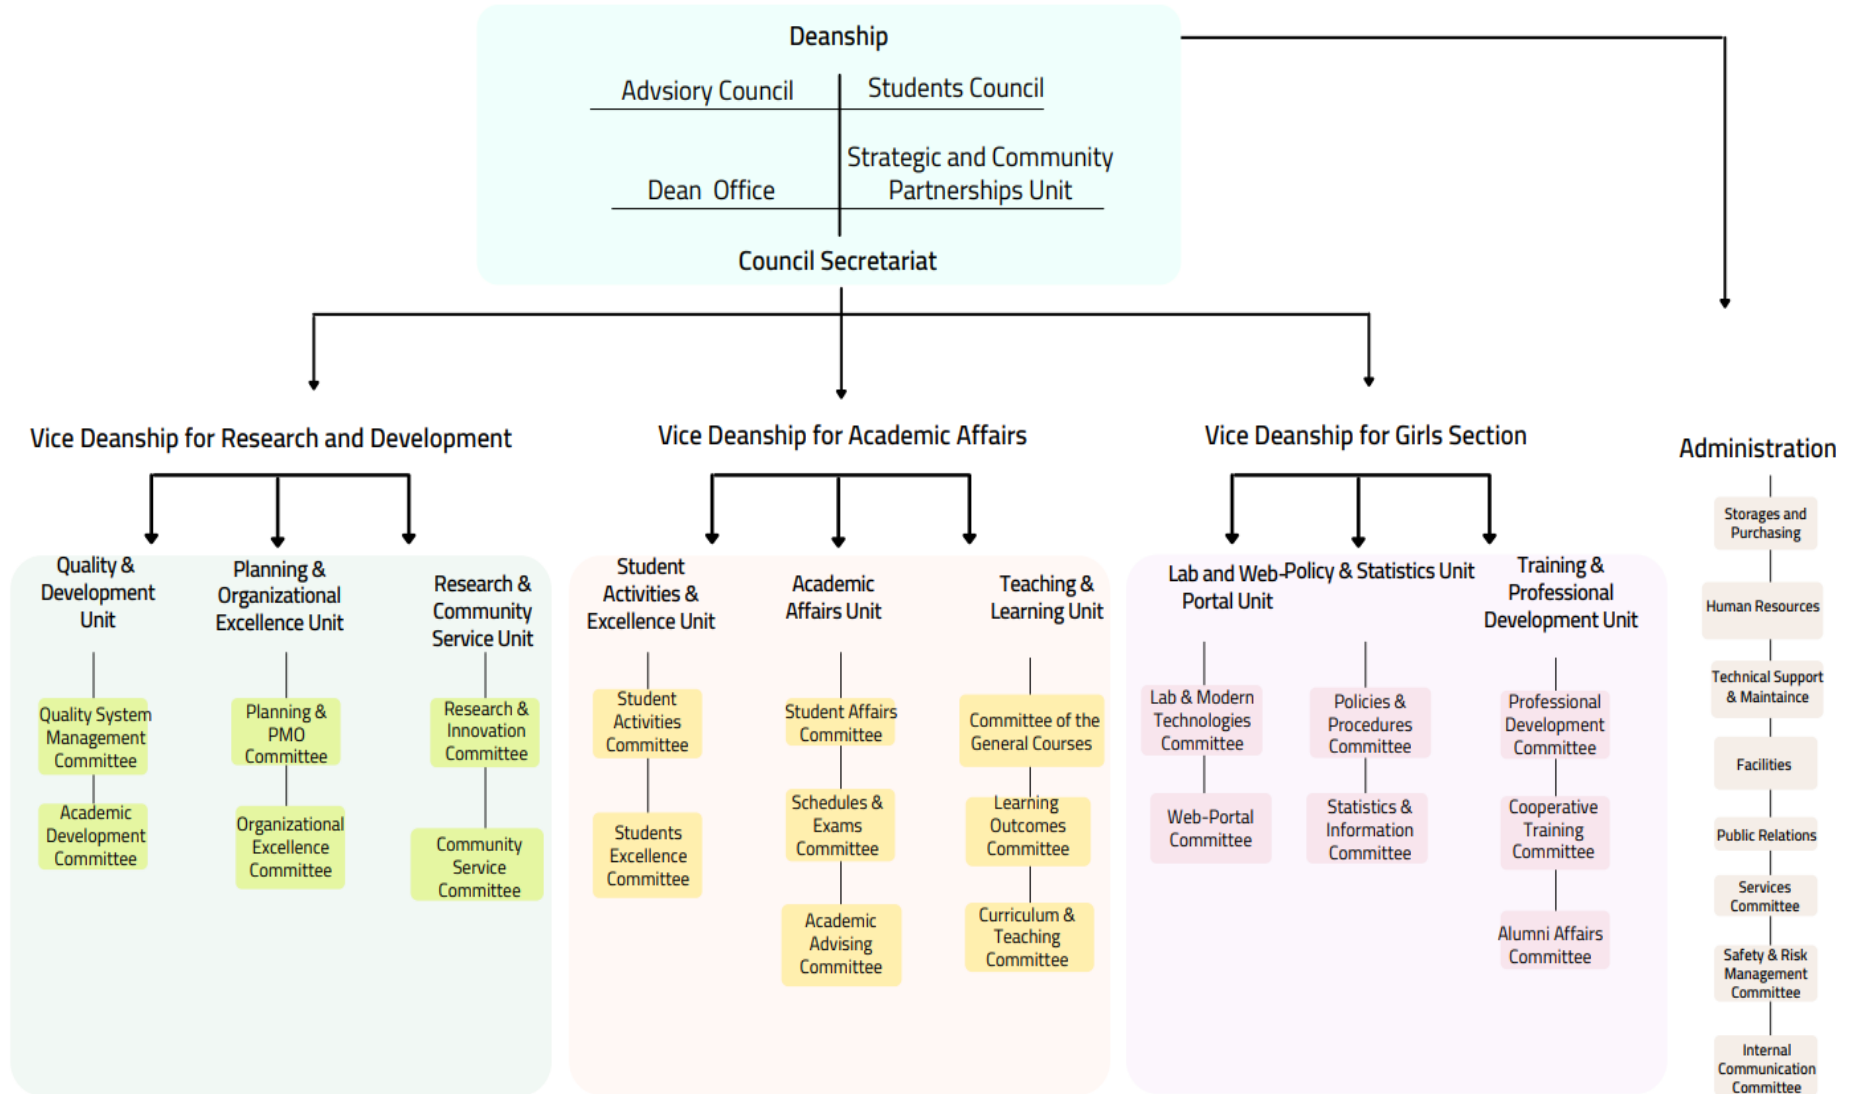 Deanship
Advsiory Council
Students Council
Strategic and Community
Partnerships Unit
Dean Office
Council Secretariat
Vice Deanship for Research and Development
Vice Deanship for Academic Affairs
Vice Deanship for Girls Section
Administration
Quality &
Development
Unit
Quality System
Management
Committee
Academic
Development
Committee
Planning &
Organizational
Excellence Unit
Planning &
PMO
Committee
Organizational
Excellence
Committee
Research &
Community
Service Unit
Research &
Innovation
Committee
Community
Service
Committee
Student
Activities &
Excellence Unit
Student
Activities
Committee
Students
Excellence
Committee
Academic
Affairs Unit
Student Affairs
Committee
Schedules &
Exams
Committee
Academic
Advising
Committee
Teaching &
Learning Unit
Committee of the
General Courses
Learning
Outcomes
Committee
Curriculum &
Teaching
Committee
Lab and Web-
Portal Unit
Lab & Modern
Technologies
Committee
Web-Portal
Committee
Policy & Statistics Unit
Policies &
Procedures
Committee
Statistics &
Information
Committee
Training &
Professional
Development Unit
Professional
Development
Committee
Cooperative
Training
Committee
Alumni Affairs
Committee
Storages and
Purchasing
Human Resources
Technical Support
& Maintaince
Facilities
Public Relations
Services
Committee
Safety & Risk
Management
Committee
Internal
Communication
Committee